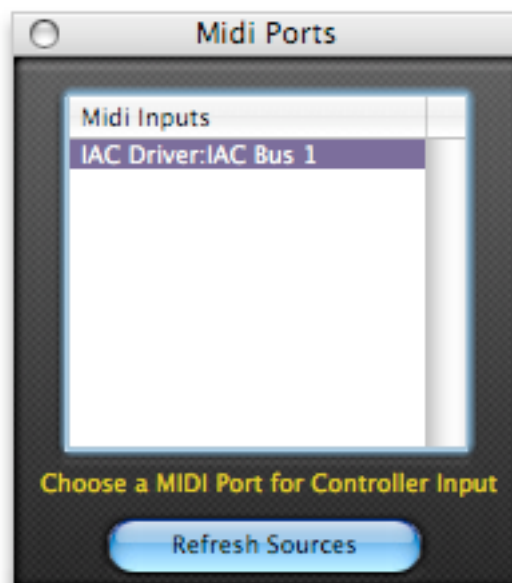 Midi Ports
Midi Inputs
IAC Driver:IAC Bus 1
Choose a MIDI Port for Controller Input
Refresh Sources